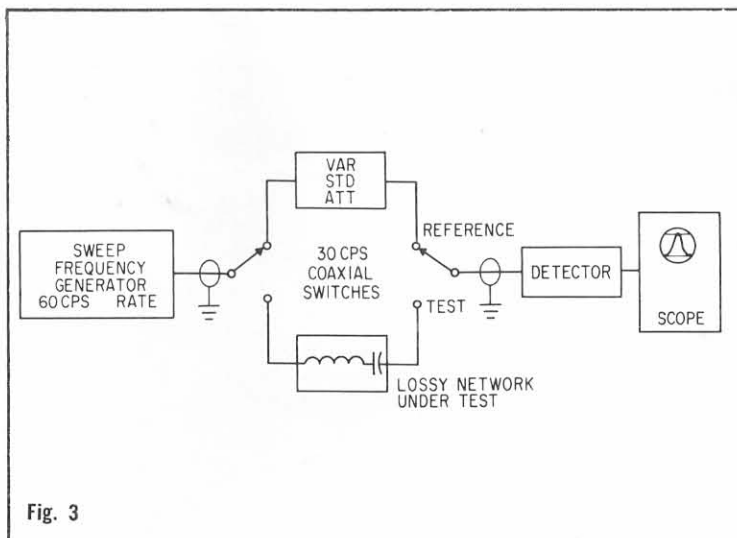 VAR
STD
ATT
REFERENCE
SWEEP
FREQUENCY
GENERATOR
60 CPS RATE
30 CPS
COAXIAL
SWITCHES
DETECTOR
TEST
SCOPE
LOSSY NETWORK
UNDER TEST
Fig. 3